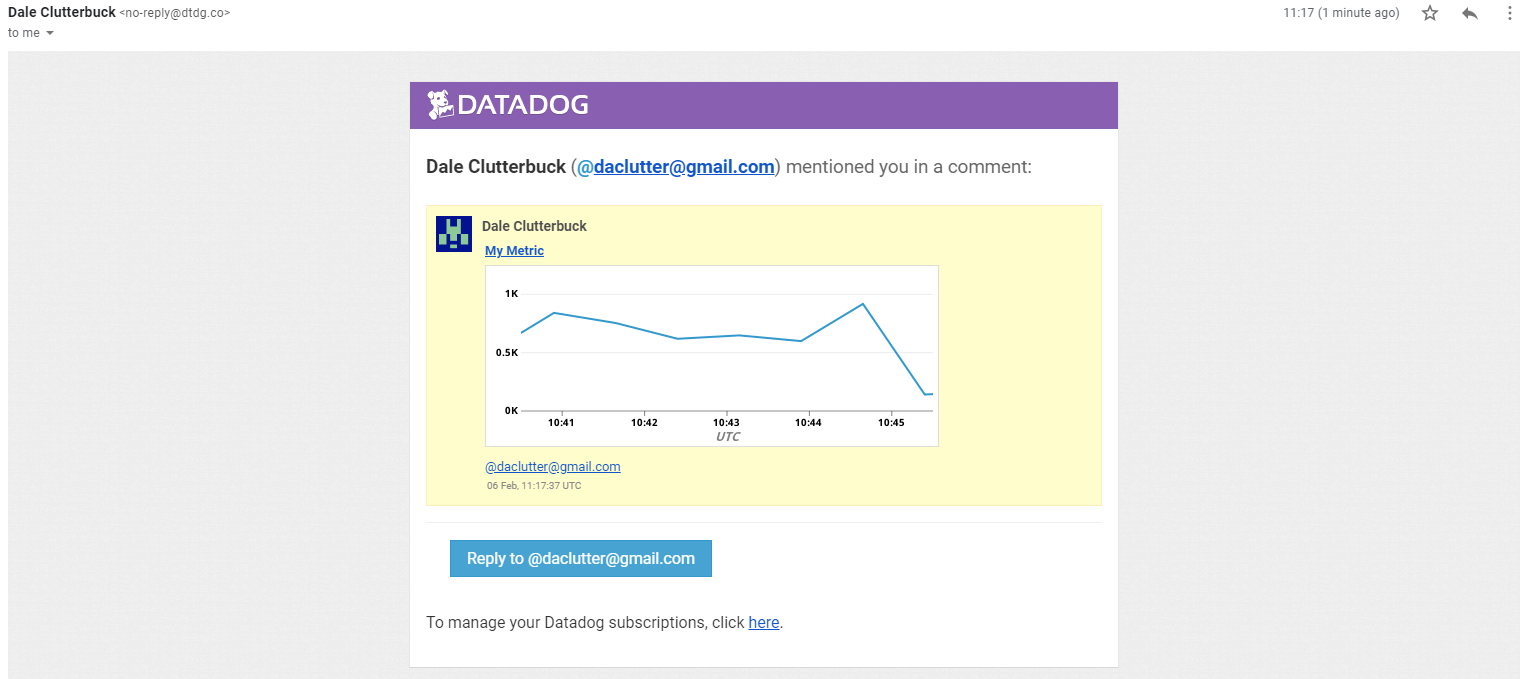 Dale Clutterbuck <no-reply@dtdg.co>
11:17 (1 minute ago)
to me
DATADOG
Dale Clutterbuck (@daclutter@gmail.com) mentioned you in a comment:
Dale Clutterbuck
My Metric
1K
0.5K
0K
10:41 10:42 10:43 10:44 10:45
UTC
@daclutter@gmail.com
06 Feb, 11:17:37 UTC
Reply to @daclutter@gmail.com
To manage your Datadog subscriptions, click here.